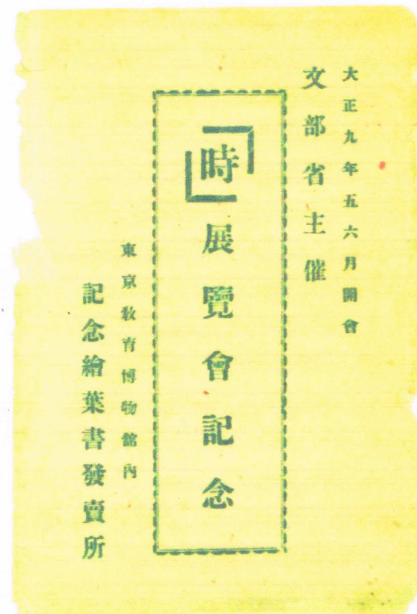 大正九年五六月開會
文部省主催
「時」展覽會記念
東京教育博物館內
記念繪葉書發賣所